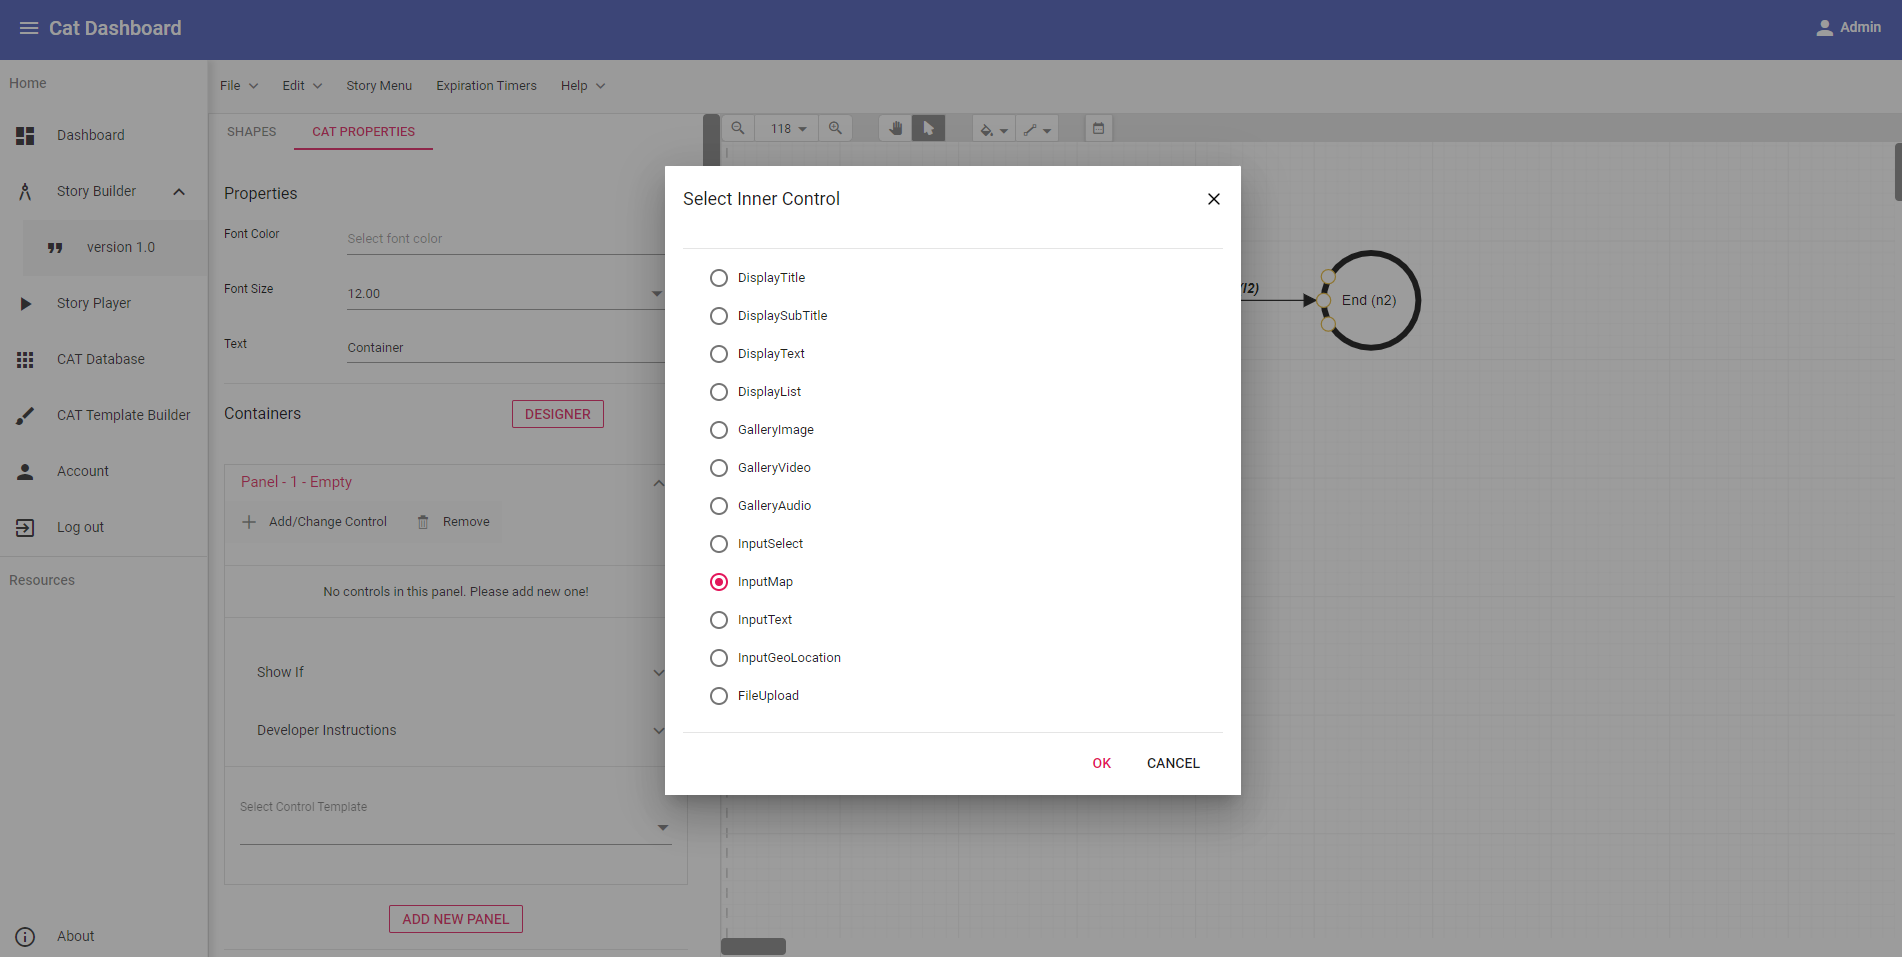 Cat Dashboard
Admin
Home
Dashboard
Story Builder
version 1.0
Story Player
CAT Database
CAT Template Builder
Account
Log out
Resources
About
File
Edit
Story Menu
Expiration Timers
Help
SHAPES
CAT PROPERTIES
Properties
Font Color
Select font color
Font Size
12.00
Text
Container
Containers
DESIGNER
Panel - 1 - Empty
Add/Change Control
Remove
No controls in this panel. Please add new one!
Show If
Developer Instructions
Select Control Template
ADD NEW PANEL
118
Select Inner Control
DisplayTitle
DisplaySubTitle
DisplayText
DisplayList
GalleryImage
GalleryVideo
GalleryAudio
InputSelect
InputMap
InputText
InputGeoLocation
FileUpload
OK
CANCEL
End (n2)